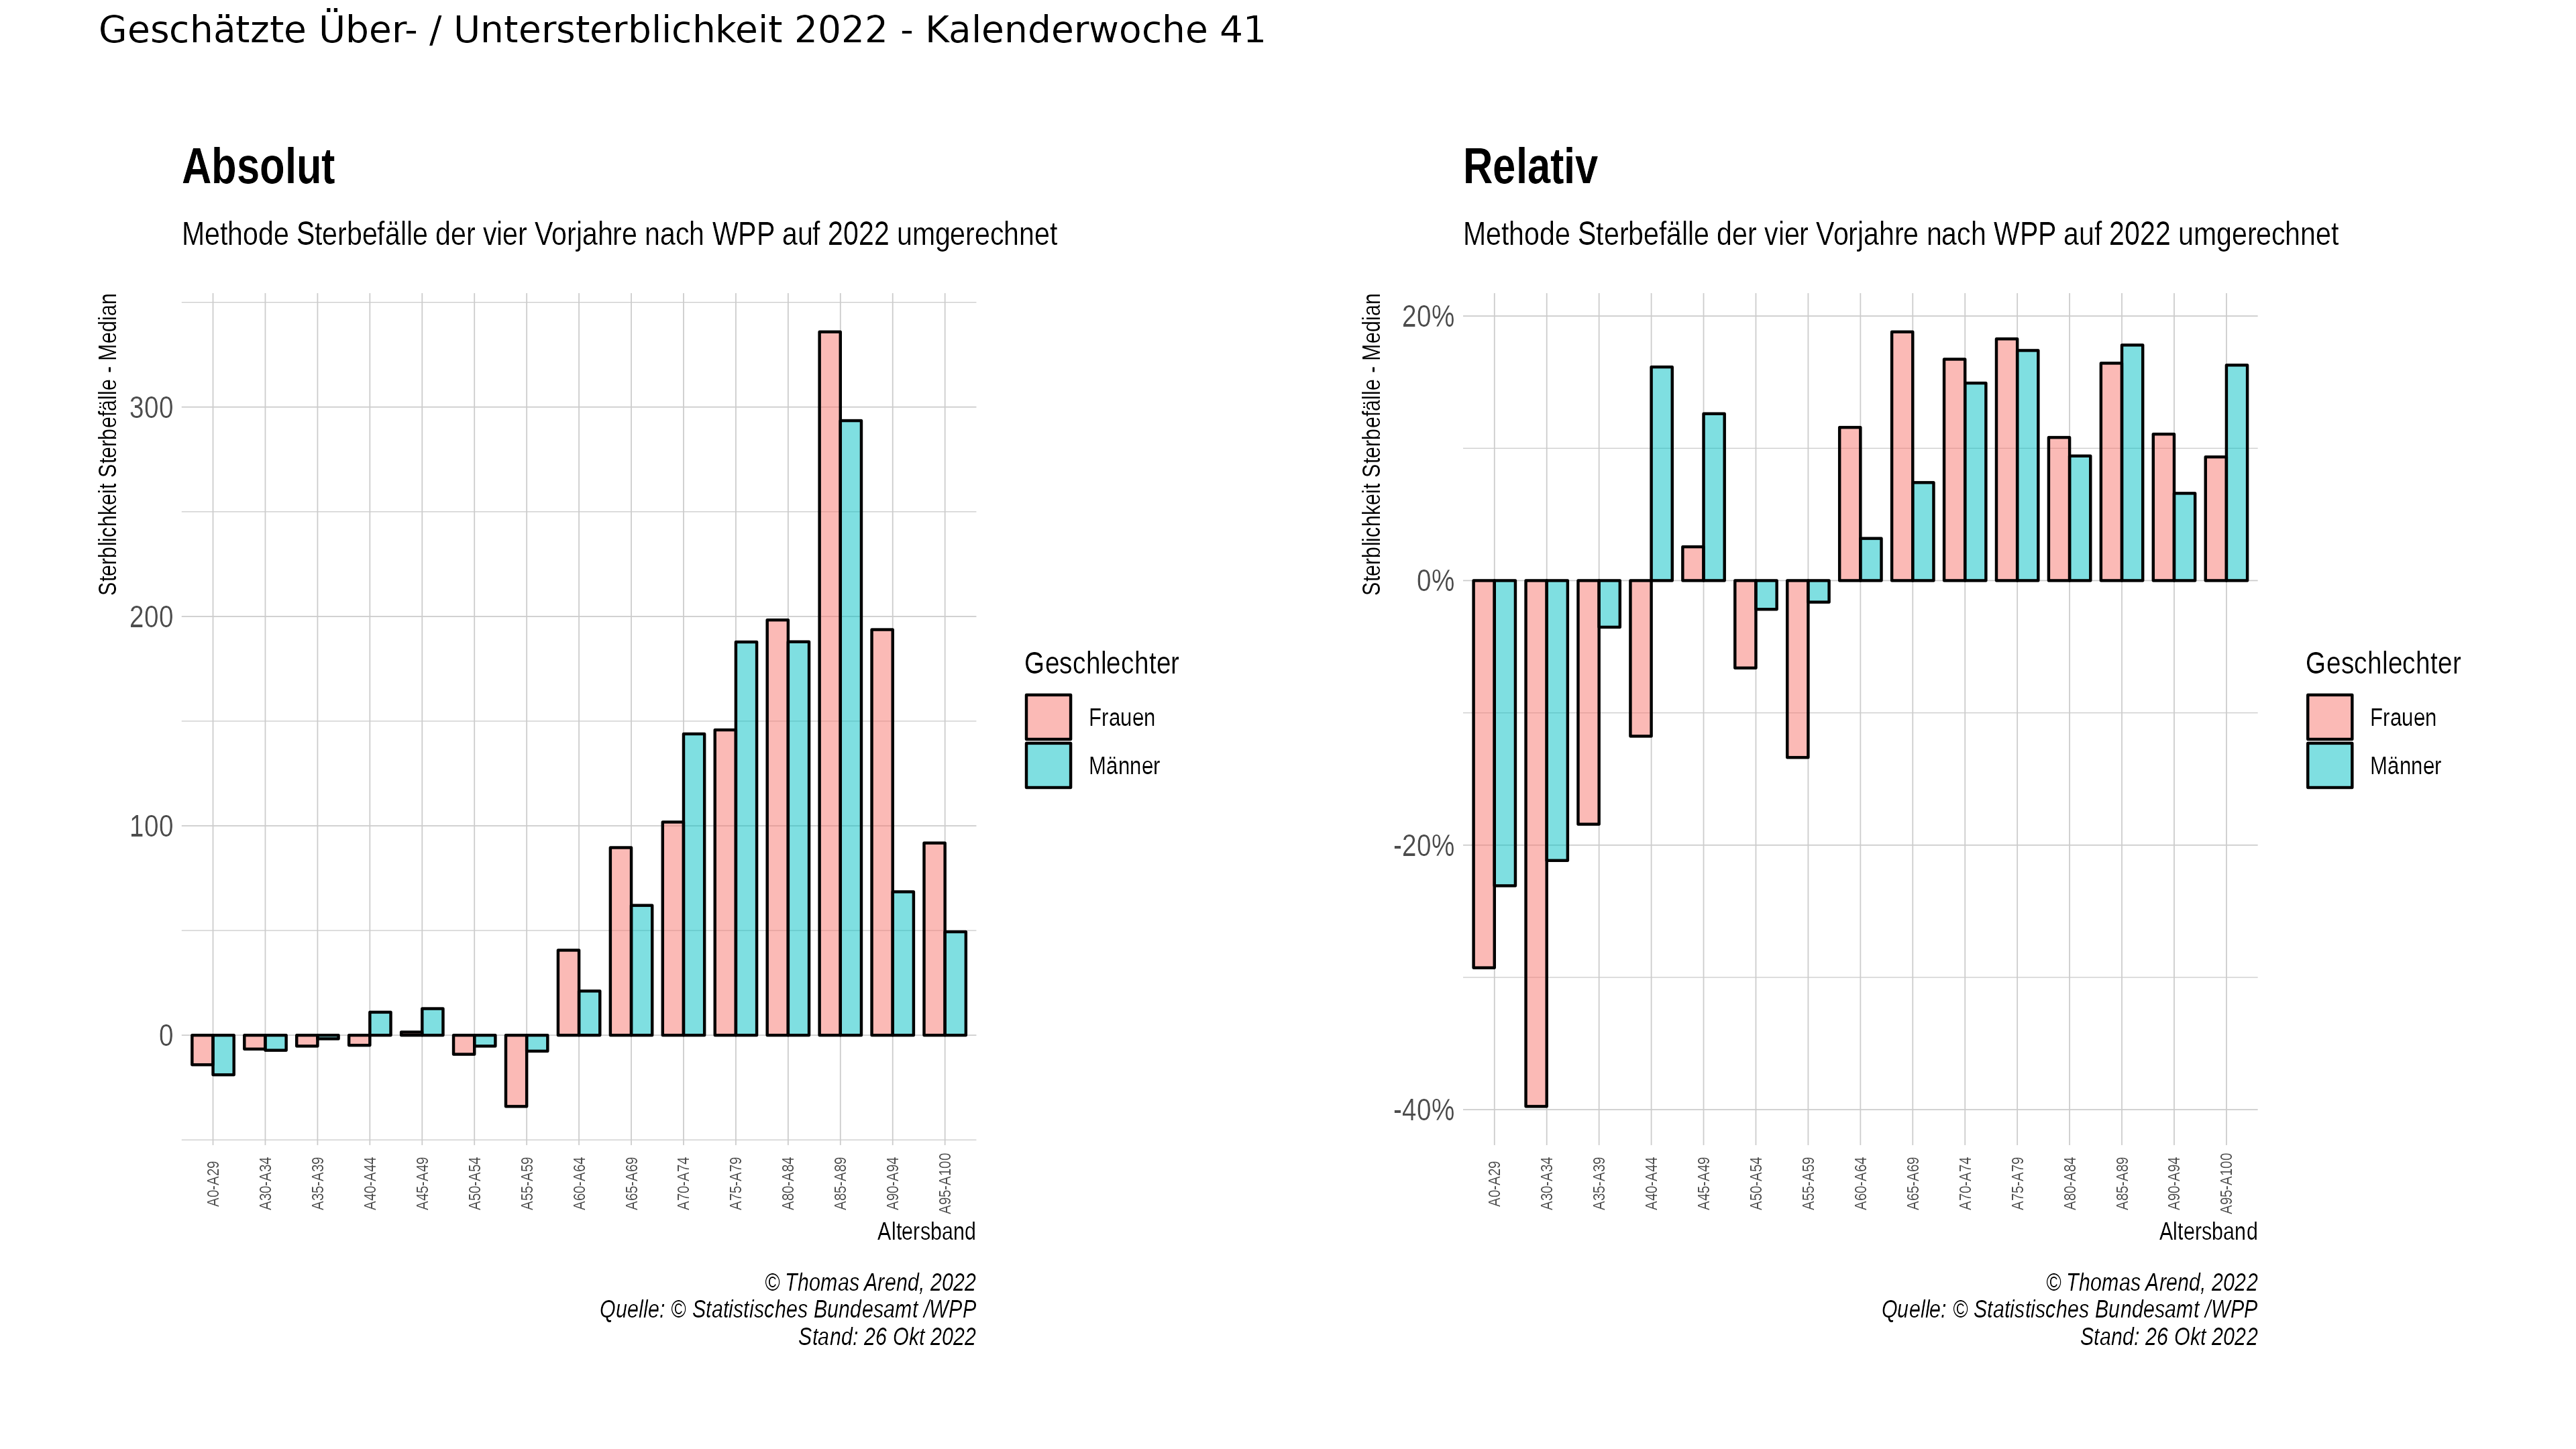 Geschätzte Über- / Untersterblichkeit 2022 - Kalenderwoche 41
Absolut
Methode Sterbefälle der vier Vorjahre nach WPP auf 2022 umgerechnet
Sterblichkeit Sterbefälle - Median
300
200
100
0
A0-A29
A30-A34
A35-A39
A40-A44
A45-A49
A50-A54
A55-A59
A60-A64
A65-A69
A70-A74
A75-A79
A80-A84
A85-A89
A90-A94
A95-A100
Altersband
Geschlechter
Frauen
Männer
© Thomas Arend, 2022
Quelle: © Statistisches Bundesamt /WPP
Stand: 26 Okt 2022
Relativ
Methode Sterbefälle der vier Vorjahre nach WPP auf 2022 umgerechnet
Sterblichkeit Sterbefälle - Median
20%
0%
-20%
-40%
A0-A29
A30-A34
A35-A39
A40-A44
A45-A49
A50-A54
A55-A59
A60-A64
A65-A69
A70-A74
A75-A79
A80-A84
A85-A89
A90-A94
A95-A100
Altersband
Geschlechter
Frauen
Männer
© Thomas Arend, 2022
Quelle: © Statistisches Bundesamt /WPP
Stand: 26 Okt 2022